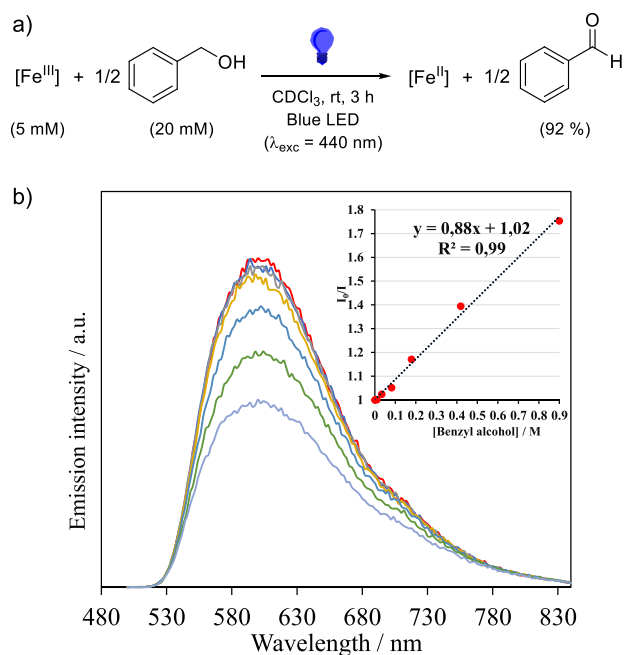 a)
[Feᴵᴵᴵ] + 1/2 OH [Feᴵᴵ] + 1/2 O H
CDCl₃, rt, 3 h
Blue LED
(λexc = 440 nm)
(5 mM) (20 mM) (92 %)
b)
Emission intensity / a.u.
1.8
1.7
1.6
1.5
1.4
1.3
1.2
1.1
1
I₀/I
y = 0,88x + 1,02
R² = 0,99
0 0.1 0.2 0.3 0.4 0.5 0.6 0.7 0.8 0.9
[Benzyl alcohol] / M
480 530 580 630 680 730 780 830
Wavelength / nm